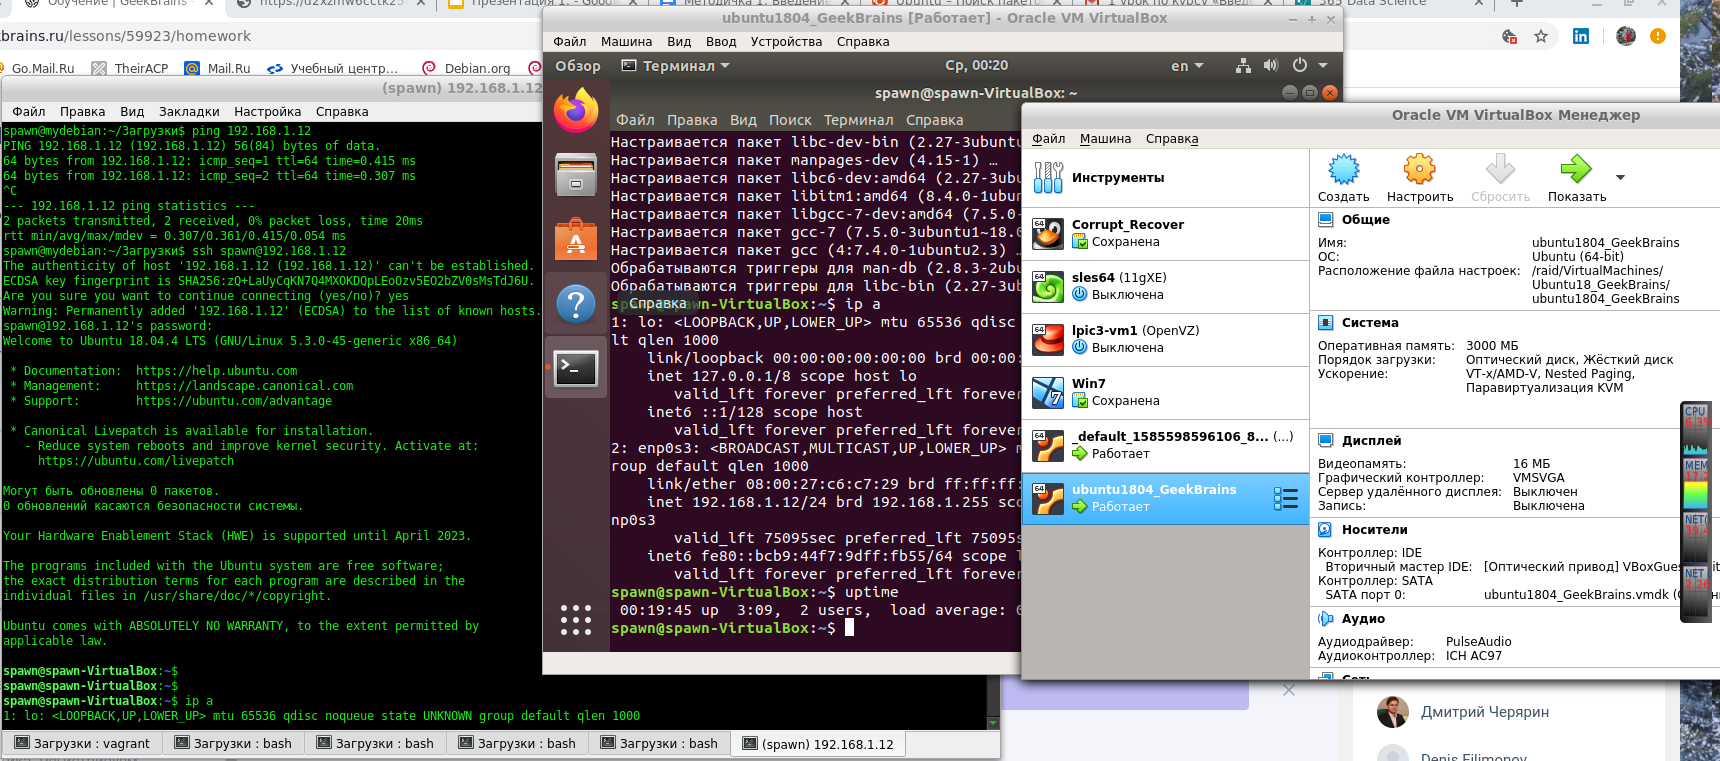 Обучение | GeekBrains -
https://d2xzmw6cctk25
Презентация 1. - Googl
Методичка 1. Введение
Ubuntu – Поиск пакето
1 урок по курсу «Введе
365 Data Science
brains.ru/lessons/59923/homework
Go.Mail.Ru
TheirACP
Mail.Ru
Учебный центр...
Debian.org
(spawn) 192.168.1.12
Файл Правка Вид Закладки Настройка Справка
spawn@mydebian:~/Загрузки$ ping 192.168.1.12
PING 192.168.1.12 (192.168.1.12) 56(84) bytes of data.
64 bytes from 192.168.1.12: icmp_seq=1 ttl=64 time=0.415 ms
64 bytes from 192.168.1.12: icmp_seq=2 ttl=64 time=0.307 ms
^C
--- 192.168.1.12 ping statistics ---
2 packets transmitted, 2 received, 0% packet loss, time 20ms
rtt min/avg/max/mdev = 0.307/0.361/0.415/0.054 ms
spawn@mydebian:~/Загрузки$ ssh spawn@192.168.1.12
The authenticity of host '192.168.1.12 (192.168.1.12)' can't be established.
ECDSA key fingerprint is SHA256:zQ+LaUyCqKN7Q4MXOKDQpLEoOzv5EO2bZV0sMsTdJ6U.
Are you sure you want to continue connecting (yes/no)? yes
Warning: Permanently added '192.168.1.12' (ECDSA) to the list of known hosts.
spawn@192.168.1.12's password:
Welcome to Ubuntu 18.04.4 LTS (GNU/Linux 5.3.0-45-generic x86_64)
* Documentation: https://help.ubuntu.com
* Management: https://landscape.canonical.com
* Support: https://ubuntu.com/advantage
* Canonical Livepatch is available for installation.
- Reduce system reboots and improve kernel security. Activate at:
https://ubuntu.com/livepatch
Могут быть обновлены 0 пакетов.
0 обновлений касаются безопасности системы.
Your Hardware Enablement Stack (HWE) is supported until April 2023.
The programs included with the Ubuntu system are free software;
the exact distribution terms for each program are described in the
individual files in /usr/share/doc/*/copyright.
Ubuntu comes with ABSOLUTELY NO WARRANTY, to the extent permitted by
applicable law.
spawn@spawn-VirtualBox:~$
spawn@spawn-VirtualBox:~$
spawn@spawn-VirtualBox:~$ ip a
1: lo: <LOOPBACK,UP,LOWER_UP> mtu 65536 qdisc noqueue state UNKNOWN group default qlen 1000
Загрузки : vagrant
Загрузки : bash
Загрузки : bash
Загрузки : bash
Загрузки : bash
(spawn) 192.168.1.12
ubuntu1804_GeekBrains [Работает] - Oracle VM VirtualBox
Файл Машина Вид Ввод Устройства Справка
Обзор Терминал Ср, 00:20 en
spawn@spawn-VirtualBox: ~
Файл Правка Вид Поиск Терминал Справка
Настраивается пакет libc-dev-bin (2.27-3ubuntu
Настраивается пакет manpages-dev (4.15-1) …
Настраивается пакет libc6-dev:amd64 (2.27-3ub
Настраивается пакет libitm1:amd64 (8.4.0-1ubun
Настраивается пакет libgcc-7-dev:amd64 (7.5.0-
Настраивается пакет gcc-7 (7.5.0-3ubuntu1~18.0
Настраивается пакет gcc (4:7.4.0-1ubuntu2.3) …
Обрабатываются триггеры для man-db (2.8.3-2ubu
Обрабатываются триггеры для libc-bin (2.27-3ub
Справка
-VirtualBox:~$ ip a
1: lo: <LOOPBACK,UP,LOWER_UP> mtu 65536 qdisc
lt qlen 1000
link/loopback 00:00:00:00:00:00 brd 00:00:
inet 127.0.0.1/8 scope host lo
valid_lft forever preferred_lft forever
inet6 ::1/128 scope host
valid_lft forever preferred_lft forever
2: enp0s3: <BROADCAST,MULTICAST,UP,LOWER_UP> m
roup default qlen 1000
link/ether 08:00:27:c6:c7:29 brd ff:ff:ff:
inet 192.168.1.12/24 brd 192.168.1.255 sco
np0s3
valid_lft 75095sec preferred_lft 75095s
inet6 fe80::bcb9:44f7:9dff:fb55/64 scope l
valid_lft forever preferred_lft forever
spawn@spawn-VirtualBox:~$ uptime
00:19:45 up 3:09, 2 users, load average: 0
spawn@spawn-VirtualBox:~$
Oracle VM VirtualBox Менеджер
Файл Машина Справка
Инструменты
Corrupt_Recover
Сохранена
sles64 (11gXE)
Выключена
lpic3-vm1 (OpenVZ)
Выключена
Win7
Сохранена
_default_1585598596106_8... (...)
Работает
ubuntu1804_GeekBrains
Работает
Создать Настроить Сбросить Показать
Общие
Имя: ubuntu1804_GeekBrains
ОС: Ubuntu (64-bit)
Расположение файла настроек: /raid/VirtualMachines/
Ubuntu18_GeekBrains/
ubuntu1804_GeekBrains
Система
Оперативная память: 3000 МБ
Порядок загрузки: Оптический диск, Жёсткий диск
Ускорение: VT-x/AMD-V, Nested Paging,
Паравиртуализация KVM
Дисплей
Видеопамять: 16 МБ
Графический контроллер: VMSVGA
Сервер удалённого дисплея: Выключен
Запись: Выключена
Носители
Контроллер: IDE
Вторичный мастер IDE: [Оптический привод] VBoxGues
Контроллер: SATA
SATA порт 0: ubuntu1804_GeekBrains.vmdk
Аудио
Аудиодрайвер: PulseAudio
Аудиоконтроллер: ICH AC97
Сеть
CPU
MEM
NET
NET
Дмитрий Черярин
Denis Filimonov